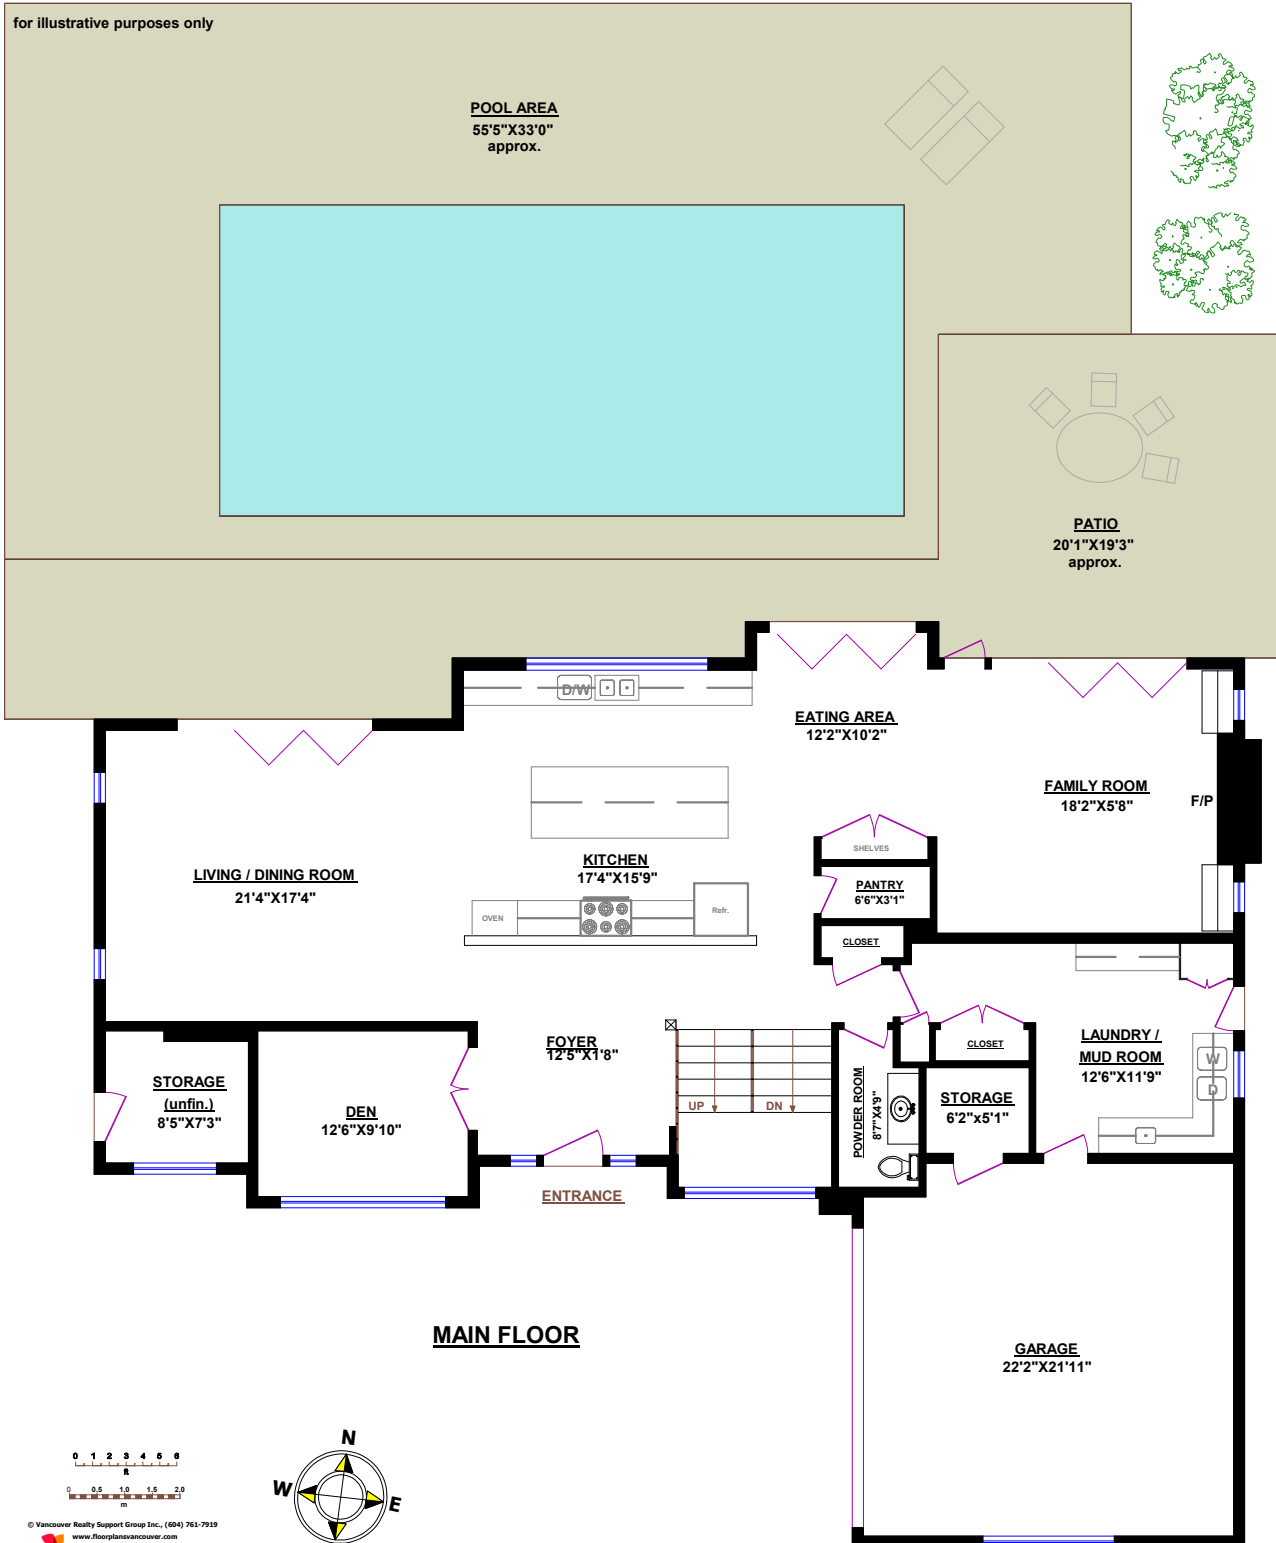 for illustrative purposes only
POOL AREA
55'5"X33'0"
approx.
PATIO
20'1"X19'3"
approx.
D/W
EATING AREA
12'2"X10'2"
FAMILY ROOM
18'2"X5'8"
F/P
SHELVES
KITCHEN
17'4"X15'9"
LIVING / DINING ROOM
21'4"X17'4"
PANTRY
6'6"X3'1"
OVEN
Refr.
CLOSET
FOYER
12'5"X1'8"
CLOSET
LAUNDRY /
MUD ROOM
12'6"X11'9"
W
D
STORAGE
(unfin.)
8'5"X7'3"
DEN
12'6"X9'10"
UP
DN
POWDER ROOM
8'7"X4'9"
STORAGE
6'2"x5'1"
ENTRANCE
MAIN FLOOR
GARAGE
22'2"X21'11"
0 1 2 3 4 5 6
ft
0 0.5 1.0 1.5 2.0
m
N
W
E
© Vancouver Realty Support Group Inc., (604) 761-7919
www.floorplansvancouver.com